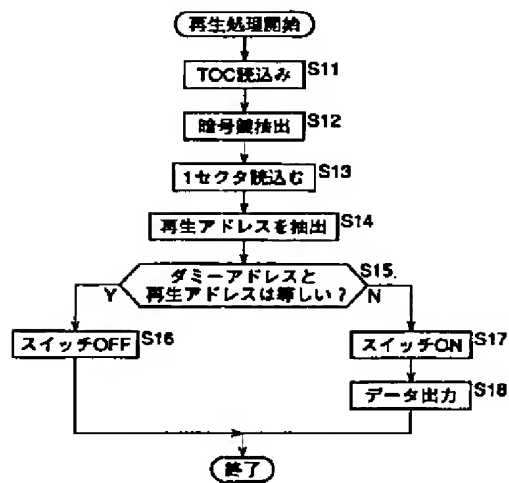 再生処理開始
TOC読込み
S11
暗号鍵抽出
S12
1セクタ読込む
S13
再生アドレスを抽出
S14
ダミーアドレスと
再生アドレスは等しい?
S15
Y
N
スイッチOFF
S16
スイッチON
S17
データ出力
S18
終了